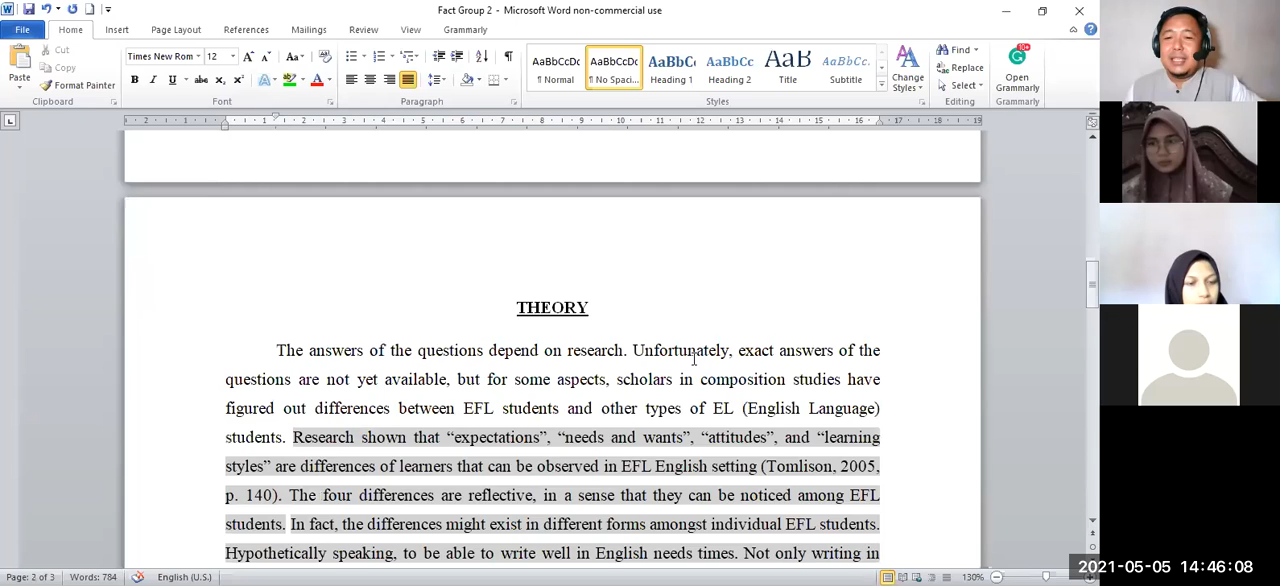 Fact Group 2 - Microsoft Word non-commercial use
File Home Insert Page Layout References Mailings Review View Grammarly
Cut
Copy
Format Painter
Paste
Clipboard
Times New Rom 12
Font
Paragraph
AaBbCcDc AaBbCcDc AaBbC AaBbCc AaB AaBbCc.
¶ Normal ¶ No Spaci... Heading 1 Heading 2 Title Subtitle
Styles
Change Styles
Find
Replace
Select
Editing
Open Grammarly
Grammarly
THEORY
The answers of the questions depend on research. Unfortunately, exact answers of the
questions are not yet available, but for some aspects, scholars in composition studies have
figured out differences between EFL students and other types of EL (English Language)
students. Research shown that “expectations”, “needs and wants”, “attitudes”, and “learning
styles” are differences of learners that can be observed in EFL English setting (Tomlison, 2005,
p. 140). The four differences are reflective, in a sense that they can be noticed among EFL
students. In fact, the differences might exist in different forms amongst individual EFL students.
Hypothetically speaking, to be able to write well in English needs times. Not only writing in
Page: 2 of 3 Words: 784 English (U.S.) 130%
2021-05-05 14:46:08